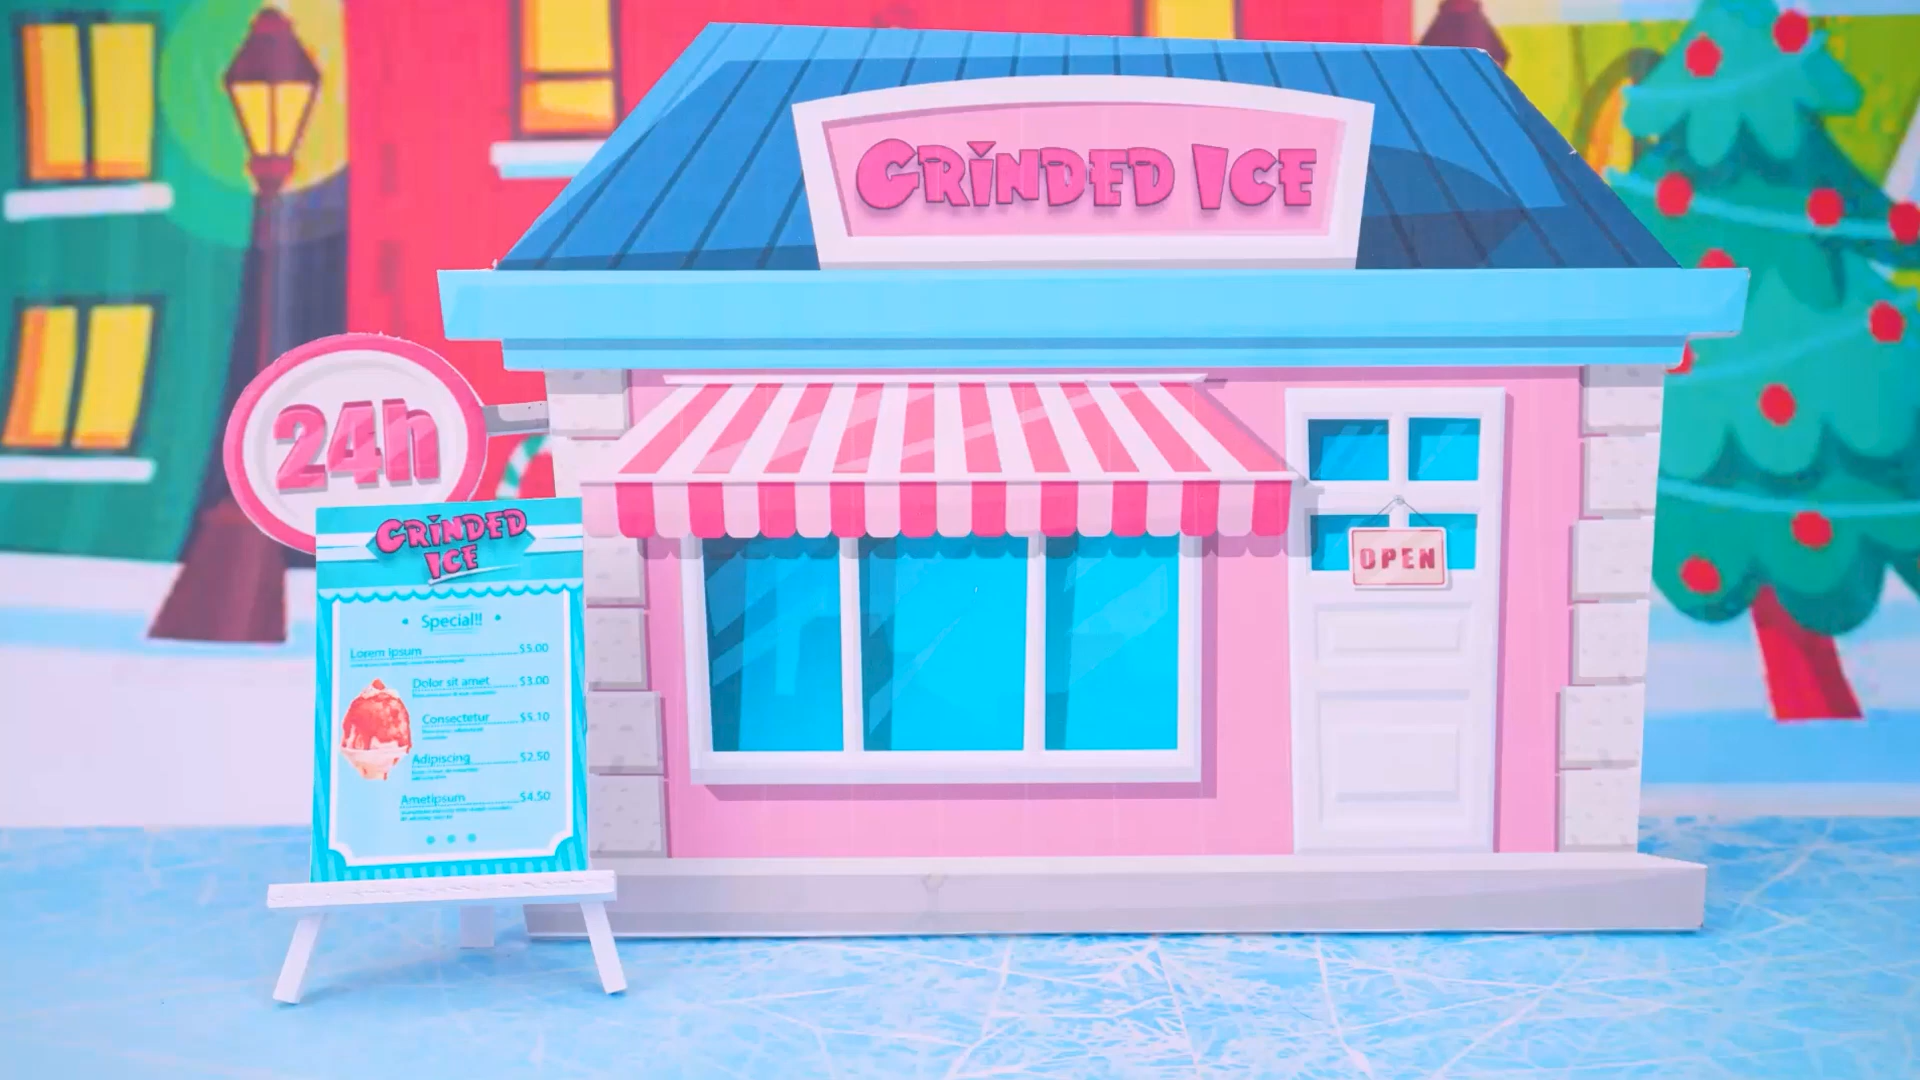 GRINDED ICE
24h
OPEN
GRINDED
ICE
Special!!
Lorem ipsum $5.00
Dolor sit amet $3.00
Consectetur $5.10
Adipiscing $2.50
Ametipsum $4.50